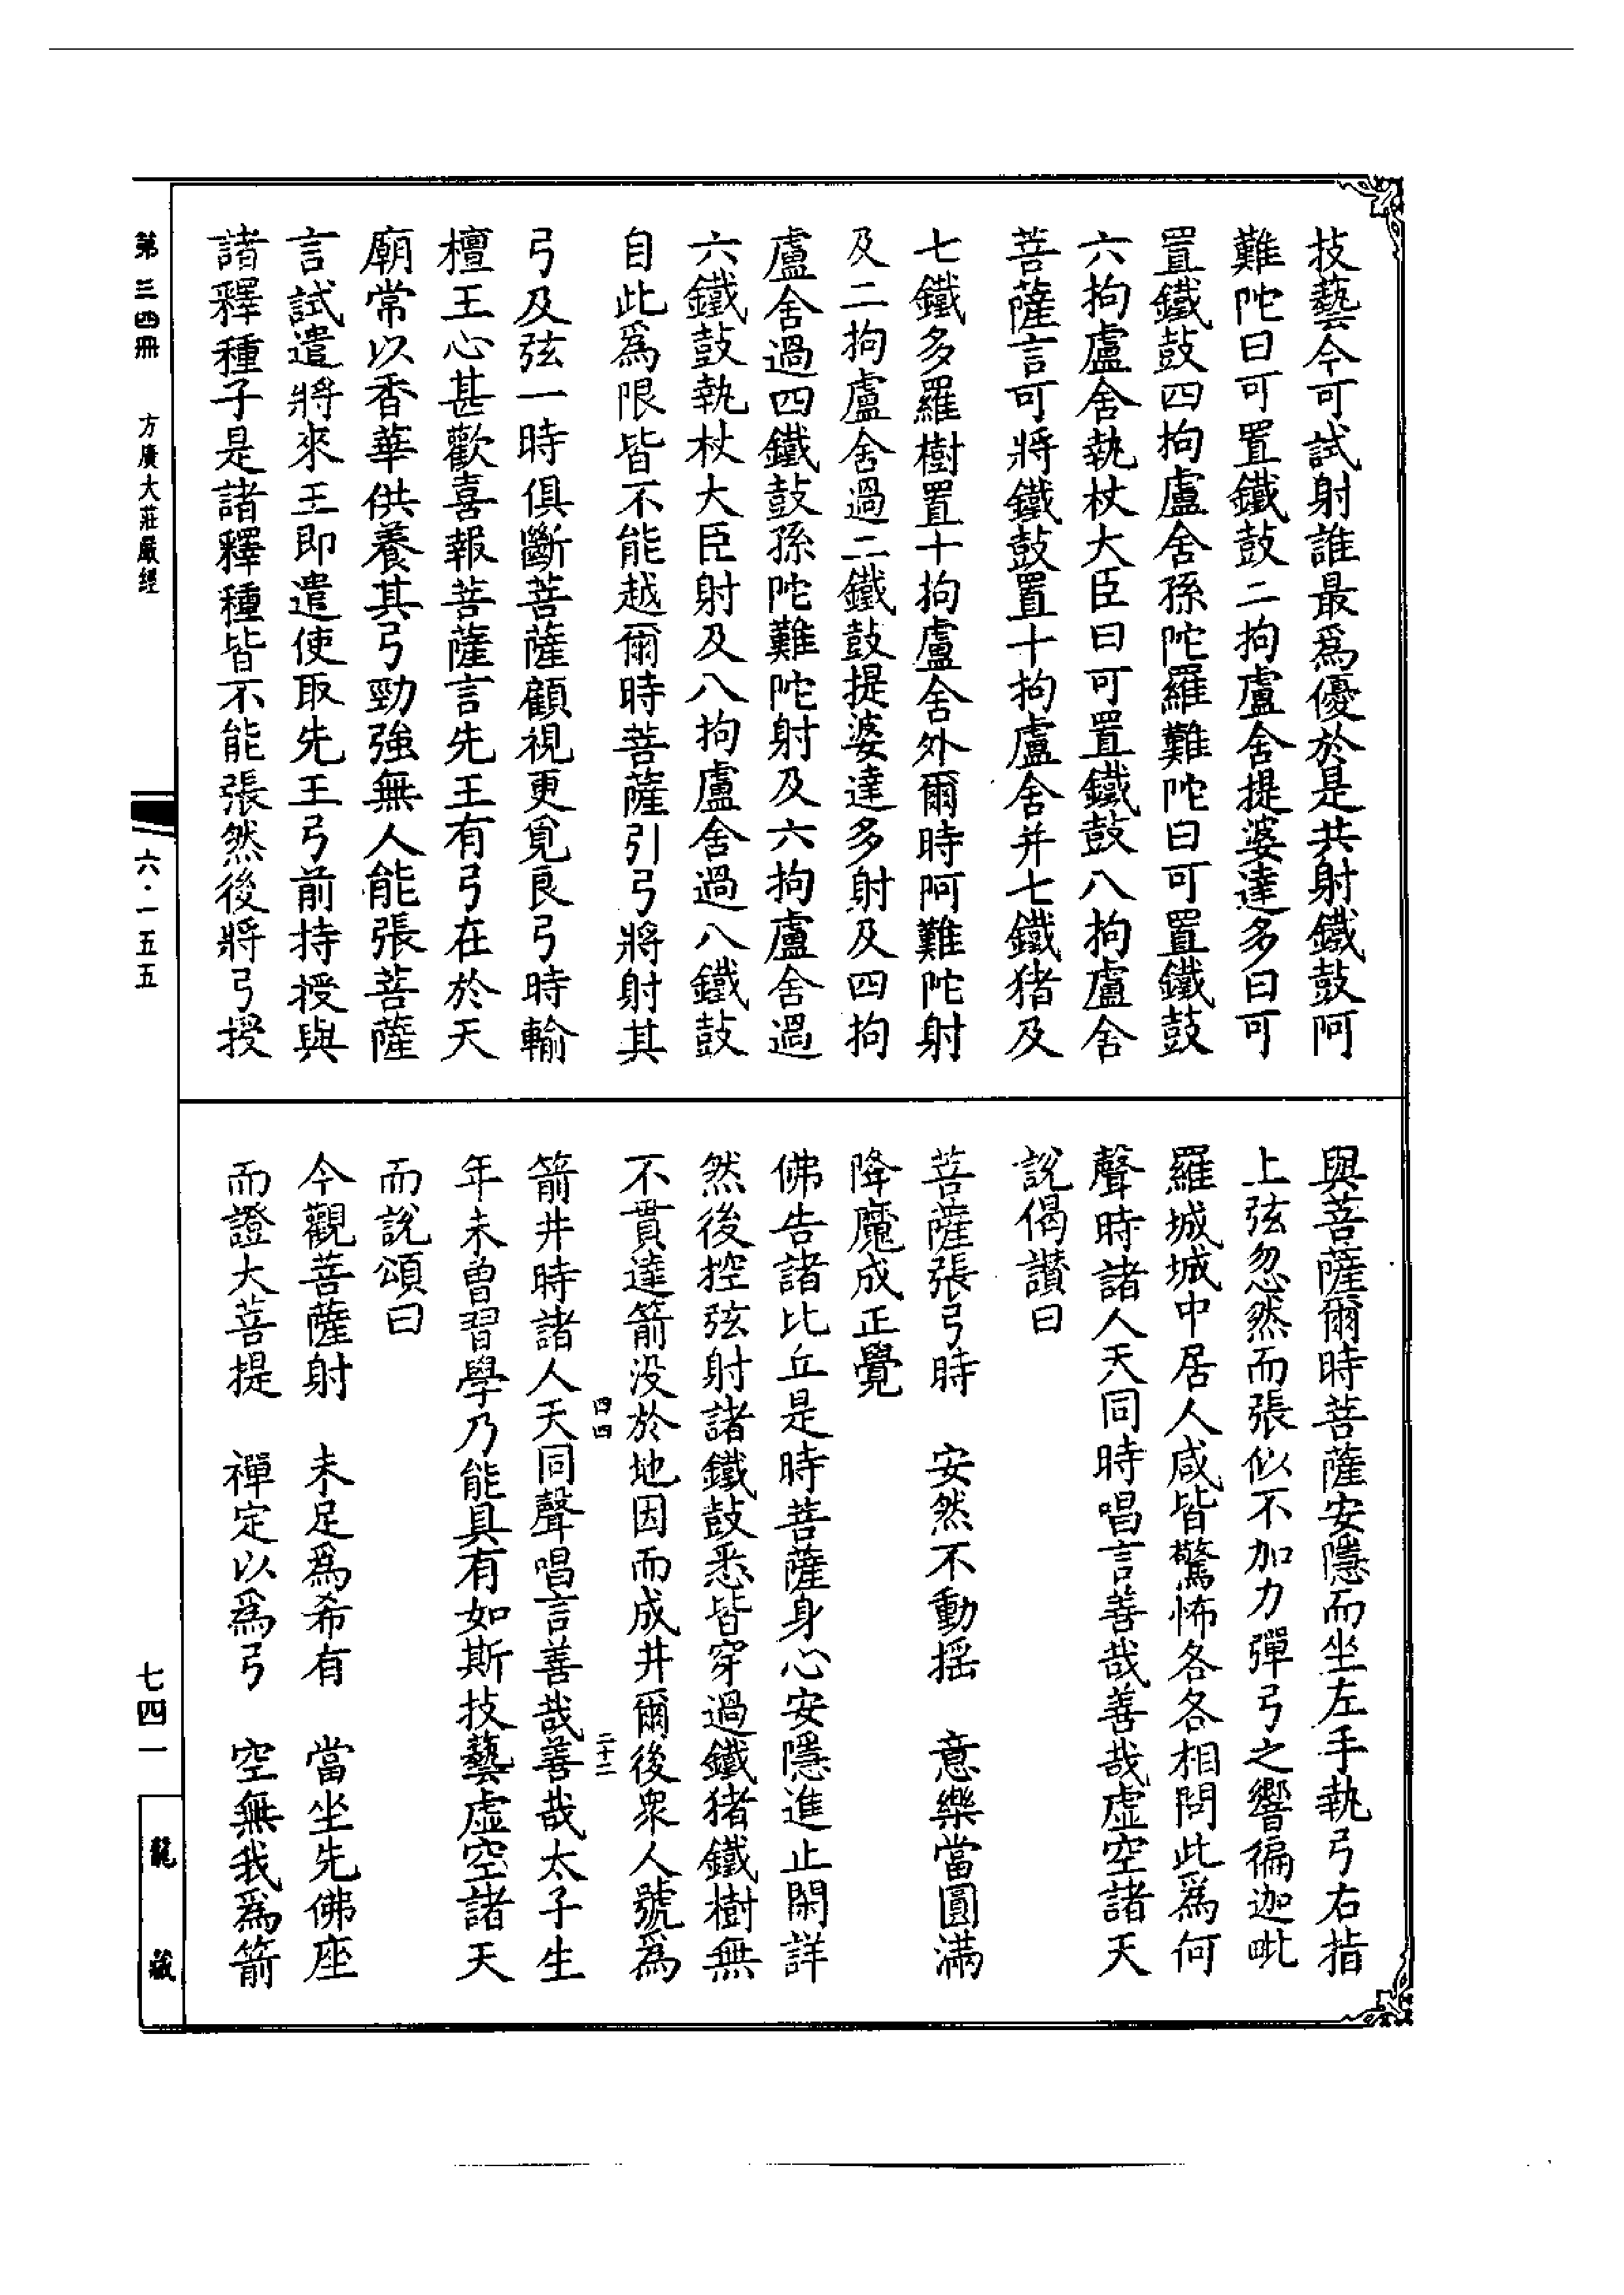 技藝今可試射誰最爲優於是共射鐵鼓阿
難陀曰可置鐵鼓二拘盧舍提婆達多曰可
置鐵鼓四拘盧舍孫陀羅難陀曰可置鐵鼓
六拘盧舍執杖大臣曰可置鐵鼓八拘盧舍
菩薩言可將鐵鼓置十拘盧舍并七鐵猪及
七鐵多羅樹置十拘盧舍外爾時阿難陀射
及二拘盧舍過二鐵鼓提婆達多射及四拘
盧舍過四鐵鼓孫陀難陀射及六拘盧舍過
六鐵鼓執杖大臣射及八拘盧舍過八鐵鼓
自此爲限皆不能越爾時菩薩引弓將射其
弓及弦一時俱斷菩薩顧視更覓良弓時輸
檀王心甚歡喜報菩薩言先王有弓在於天
廟常以香華供養其弓勁強無人能張菩薩
言試遣將來王即遣使取先王弓前持授與
諸釋種子是諸釋種皆不能張然後將弓授
與菩薩爾時菩薩安隱而坐左手執弓右指
上弦忽然而張似不加力彈弓之響徧迦毗
羅城城中居人咸皆驚怖各各相問此爲何
聲時諸人天同時唱言善哉善哉虛空諸天
說偈讚曰
菩薩張弓時 安然不動搖 意樂當圓滿
降魔成正覺
佛告諸比丘是時菩薩身心安隱進止閑詳
然後控弦射諸鐵鼓悉皆穿過鐵猪鐵樹無
不貫達箭没於地因而成井爾後衆人號爲
四四 二十二
箭井時諸人天同聲唱言善哉善哉太子生
年未曾習學乃能具有如斯技藝虛空諸天
而說頌曰
今觀菩薩射 未足爲希有 當坐先佛座
而證大菩提 禪定以爲弓 空無我爲箭
第三四冊 方廣大莊嚴經 六·一五五
七四一 龍藏